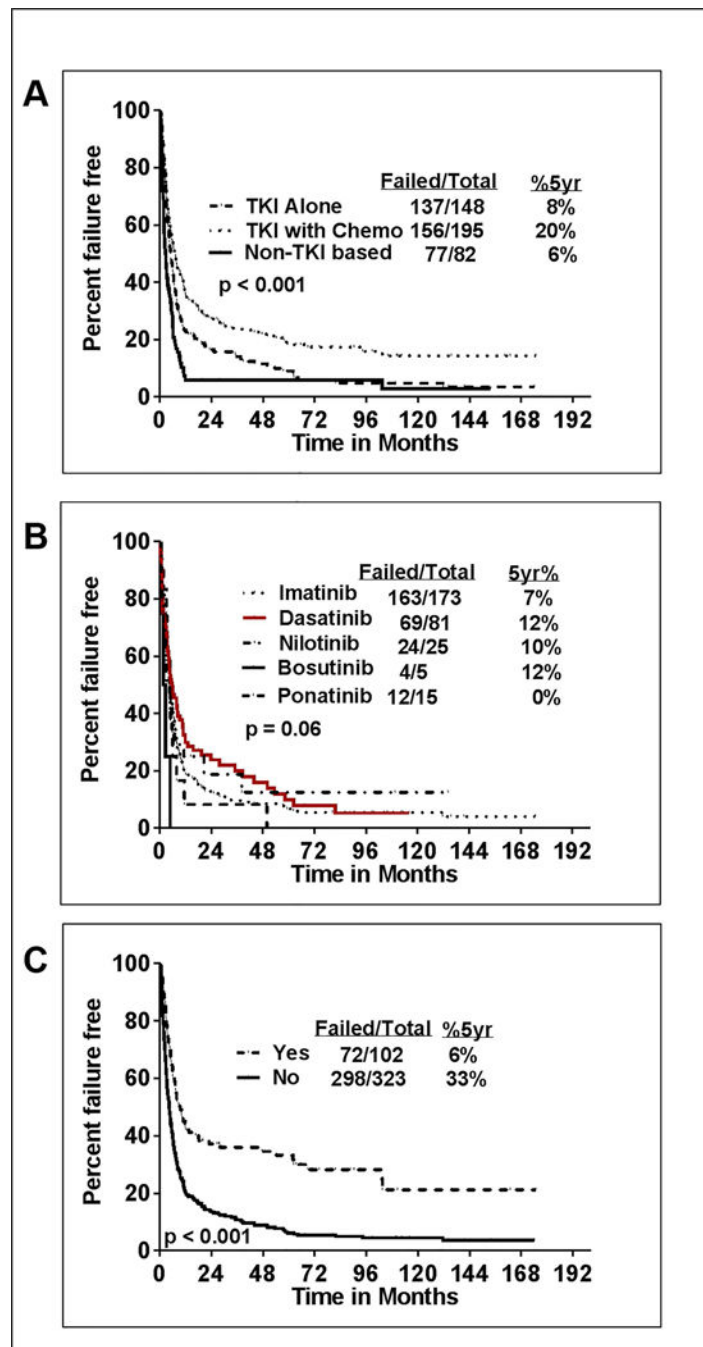 A
Percent failure free
100
80
60
40
20
0
Failed/Total %5yr
TKI Alone 137/148 8%
TKI with Chemo 156/195 20%
Non-TKI based 77/82 6%
p < 0.001
0 24 48 72 96 120 144 168 192
Time in Months
B
Percent failure free
100
80
60
40
20
0
Failed/Total 5yr%
Imatinib 163/173 7%
Dasatinib 69/81 12%
Nilotinib 24/25 10%
Bosutinib 4/5 12%
Ponatinib 12/15 0%
p = 0.06
0 24 48 72 96 120 144 168 192
Time in Months
C
Percent failure free
100
80
60
40
20
0
Failed/Total %5yr
Yes 72/102 6%
No 298/323 33%
p < 0.001
0 24 48 72 96 120 144 168 192
Time in Months